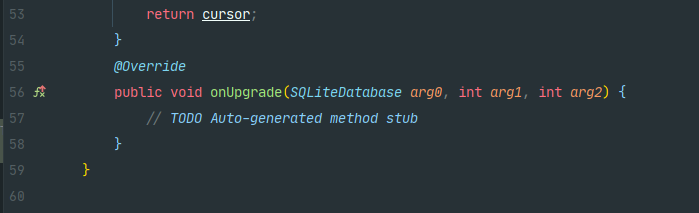 53 return cursor;
54 }
55 @Override
56 public void onUpgrade(SQLiteDatabase arg0, int arg1, int arg2) {
57 // TODO Auto-generated method stub
58 }
59 }
60